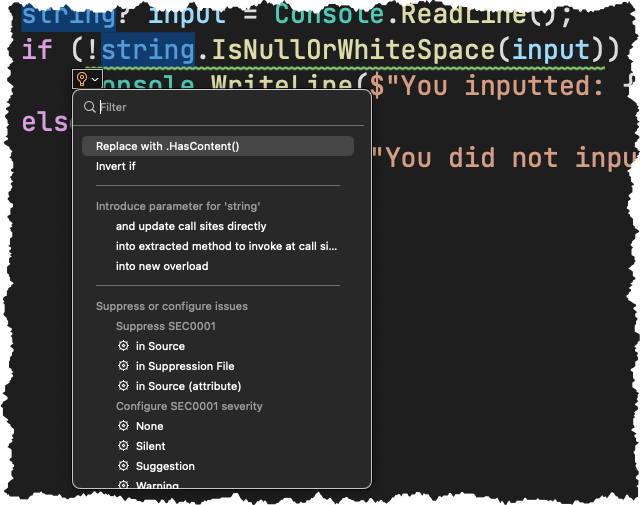 string? input = Console.ReadLine();
if (!string.IsNullOrWhiteSpace(input))
Console.WriteLine($"You inputted: {
Filter
else
Replace with .HasContent()
"You did not inpu
Invert if
Introduce parameter for 'string'
and update call sites directly
into extracted method to invoke at call si...
into new overload
Suppress or configure issues
Suppress SEC0001
in Source
in Suppression File
in Source (attribute)
Configure SEC0001 severity
None
Silent
Suggestion
Warning